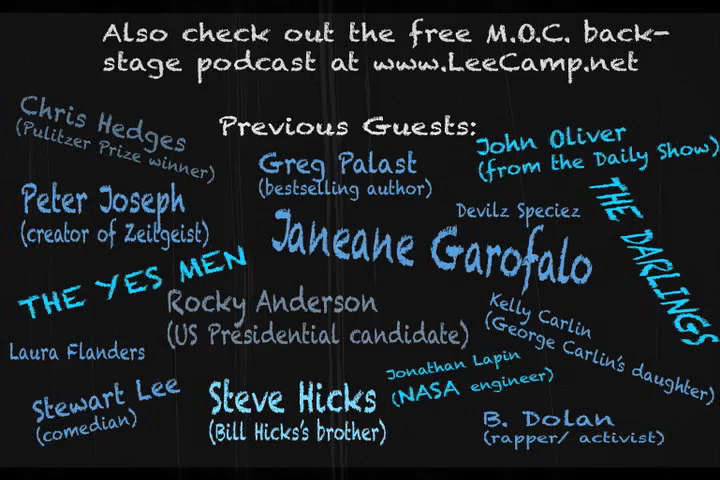 Also check out the free M.O.C. back-
stage podcast at www.LeeCamp.net
Previous Guests:
Chris Hedges
(Pulitzer Prize winner)
Greg Palast
(bestselling author)
John Oliver
(from the Daily Show)
Peter Joseph
(creator of Zeitgeist)
Devilz Speciez
Janeane Garofalo
THE DARLINGS
THE YES MEN
Rocky Anderson
(US Presidential candidate)
Kelly Carlin
(George Carlin's daughter)
Laura Flanders
Jonathan Lapin
(NASA engineer)
Stewart Lee
(comedian)
Steve Hicks
(Bill Hicks's brother)
B. Dolan
(rapper/ activist)